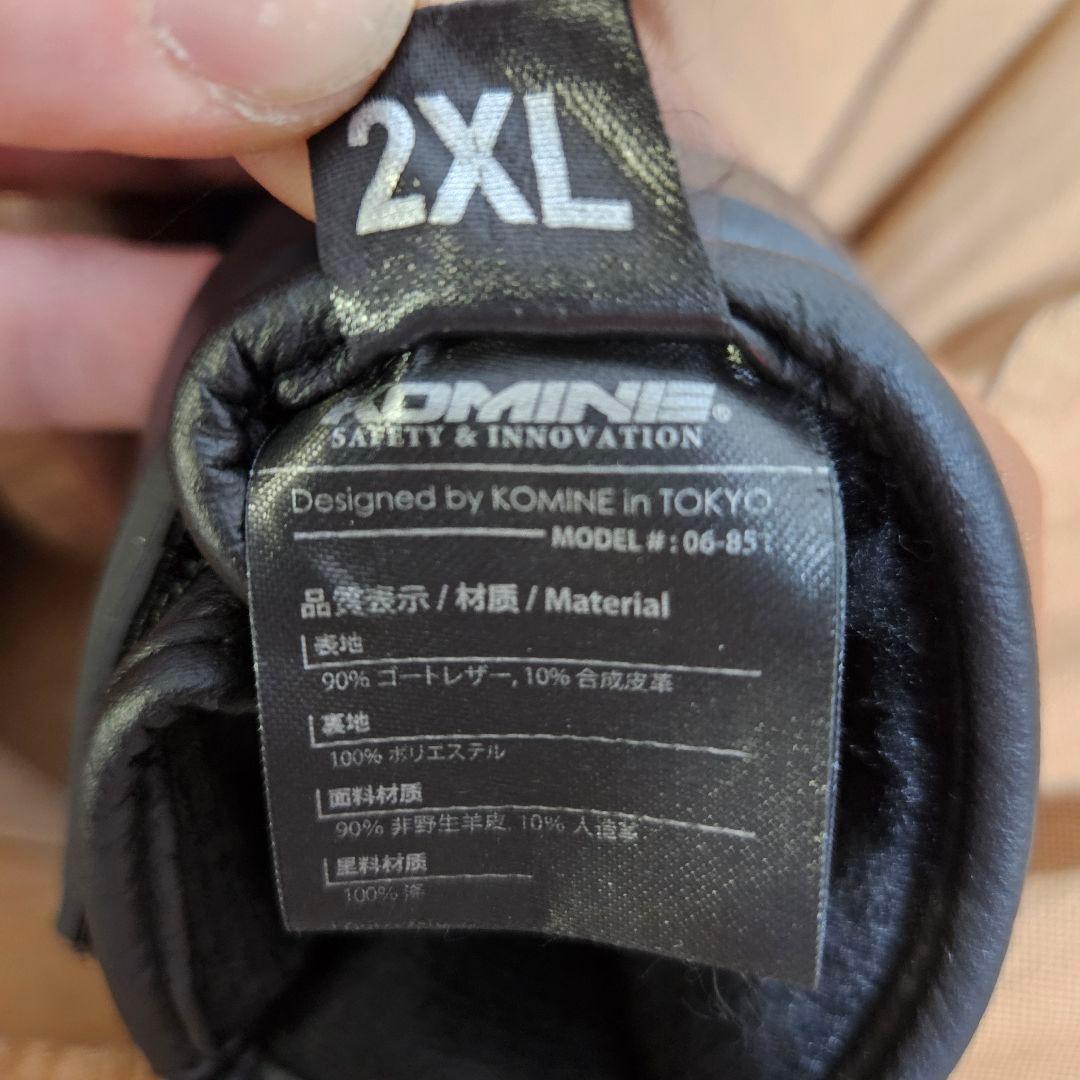 2XL
KOMINE®
SAFETY & INNOVATION
Designed by KOMINE in TOKYO
MODEL # : 06-851
品質表示 / 材质 / Material
表地
90% ゴートレザー, 10% 合成皮革
裏地
100% ポリエステル
面料材质
90% 非野生羊皮, 10% 人造革
里料材质
100% 涤